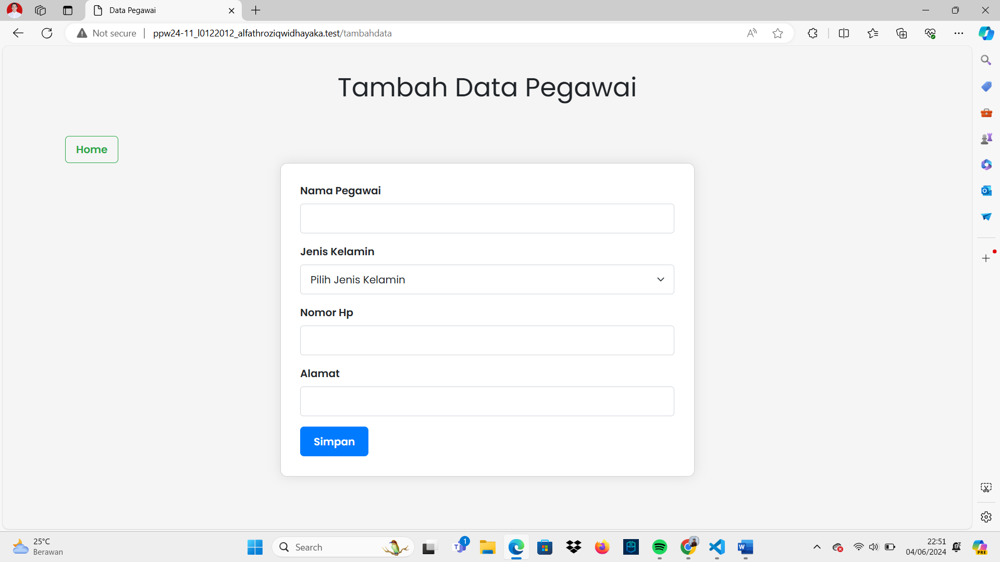 Data Pegawai
Not secure
ppw24-11_l0122012_alfathroziqwidhayaka.test/tambahdata
Tambah Data Pegawai
Home
Nama Pegawai
Jenis Kelamin
Pilih Jenis Kelamin
Nomor Hp
Alamat
Simpan
25°C
Berawan
Search
1
22:51
04/06/2024
PRE